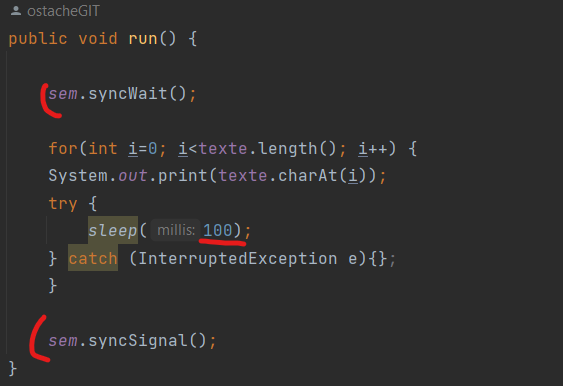 ostacheGIT
public void run() {
sem.syncWait();
for(int i=0; i<texte.length(); i++) {
System.out.print(texte.charAt(i));
try {
sleep( millis: 100);
} catch (InterruptedException e){};
}
sem.syncSignal();
}